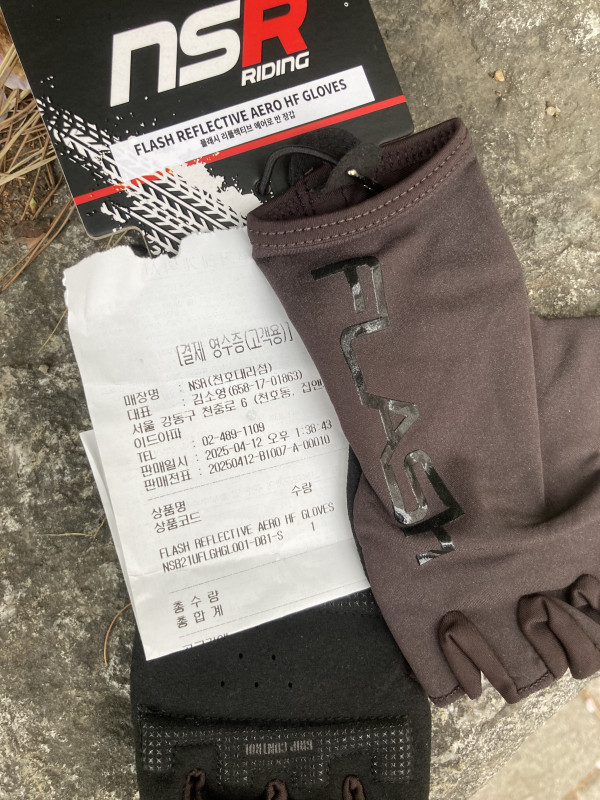 nsR
RIDING
FLASH REFLECTIVE AERO HF GLOVES
플래시 리플렉티브 에어로 반 장갑
[결제 영수증(고객용)]
매장명 : NSR(천호대리점)
대표 : 김소영(658-17-01863)
서울 강동구 천중로 6 (천호동,
이드아파
TEL : 02-489-1109
판매일시 : 2025-04-12 오후 1:38:43
판매전표 : 20250412-B1007-A-00010
상품명 수량
상품코드
FLASH REFLECTIVE AERO HF GLOVES
NSB21UFLGHGL001-DB1-S 1
총 수 량
총 합 계
FLASH
GRIP CONTROL